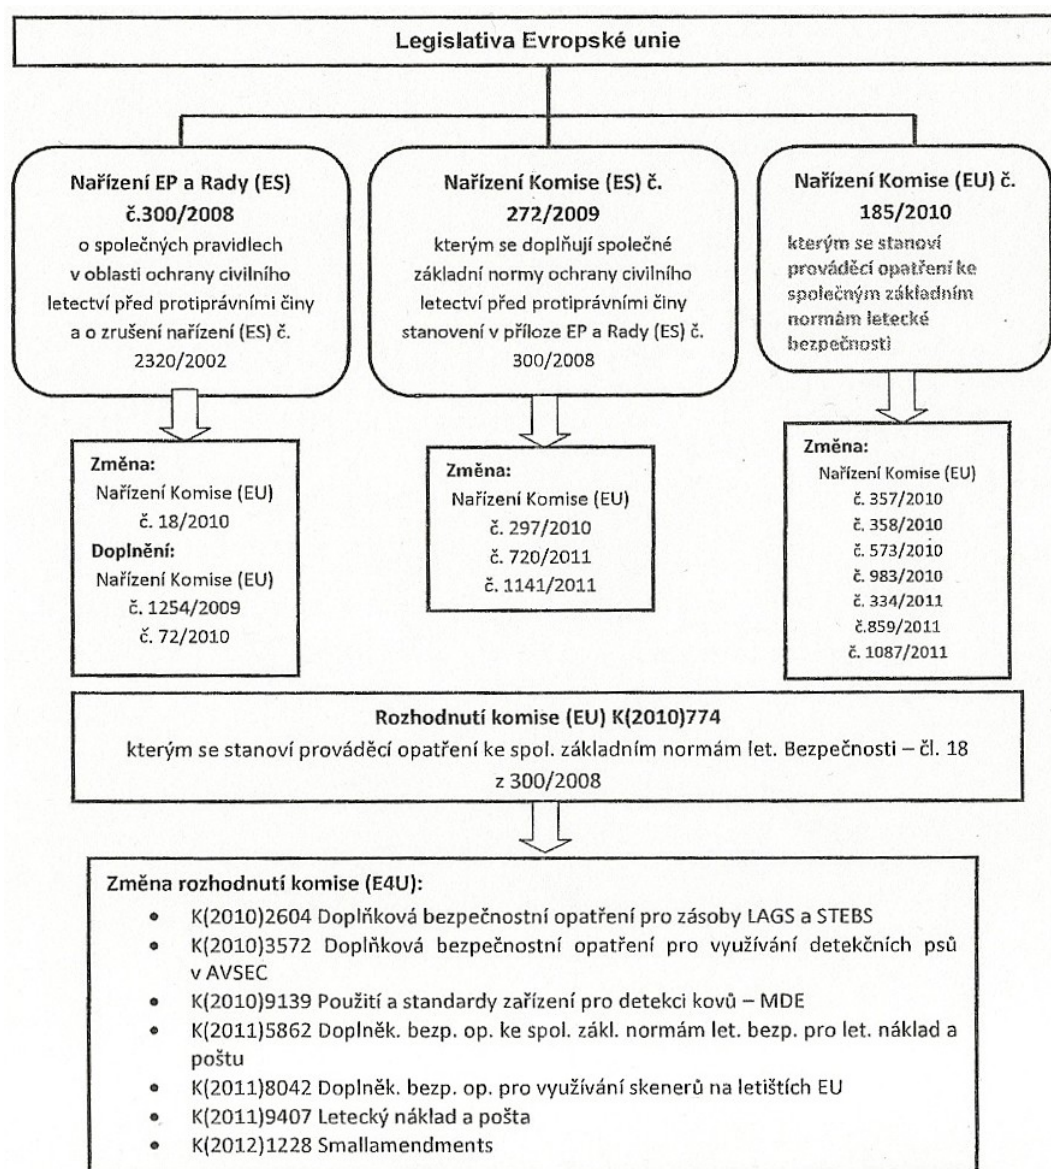 Legislativa Evropské unie
Nařízení EP a Rady (ES)
č.300/2008
o společných pravidlech
v oblasti ochrany civilního
letectví před protiprávními činy
a o zrušení nařízení (ES) č.
2320/2002
Nařízení Komise (ES) č.
272/2009
kterým se doplňují společné
základní normy ochrany civilního
letectví před protiprávními činy
stanovení v příloze EP a Rady (ES) č.
300/2008
Nařízení Komise (EU) č.
185/2010
kterým se stanoví
prováděcí opatření ke
společným základním
normám letecké
bezpečnosti
Změna:
Nařízení Komise (EU)
č. 18/2010
Doplnění:
Nařízení Komise (EU)
č. 1254/2009
č. 72/2010
Změna:
Nařízení Komise (EU)
č. 297/2010
č. 720/2011
č. 1141/2011
Změna:
Nařízení Komise (EU)
č. 357/2010
č. 358/2010
č. 573/2010
č. 983/2010
č. 334/2011
č.859/2011
č. 1087/2011
Rozhodnutí komise (EU) K(2010)774
kterým se stanoví prováděcí opatření ke spol. základním normám let. Bezpečnosti – čl. 18
z 300/2008
Změna rozhodnutí komise (E4U):
• K(2010)2604 Doplňková bezpečnostní opatření pro zásoby LAGS a STEBS
• K(2010)3572 Doplňková bezpečnostní opatření pro využívání detekčních psů
v AVSEC
• K(2010)9139 Použití a standardy zařízení pro detekci kovů – MDE
• K(2011)5862 Doplněk. bezp. op. ke spol. zákl. normám let. bezp. pro let. náklad a
poštu
• K(2011)8042 Doplněk. bezp. op. pro využívání skenerů na letištích EU
• K(2011)9407 Letecký náklad a pošta
• K(2012)1228 Smallamendments